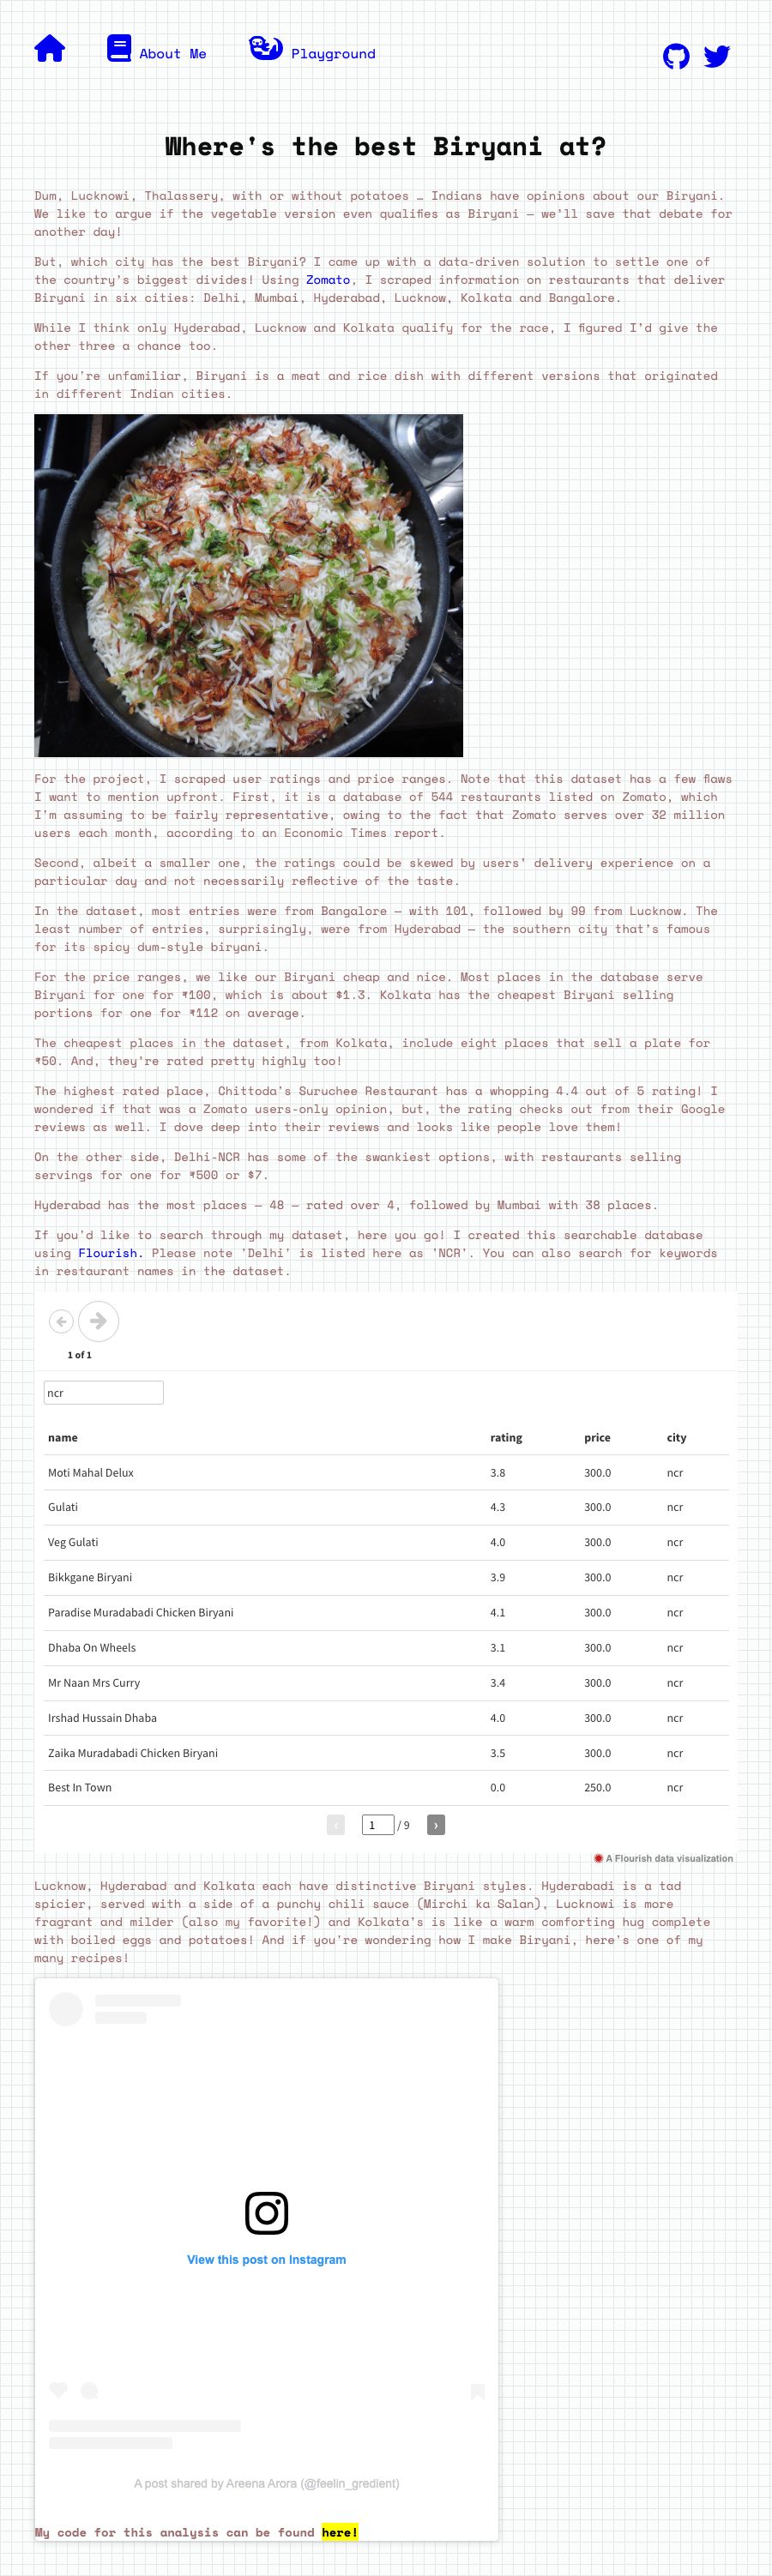 About Me
Playground
Where's the best Biryani at?
Dum, Lucknowi, Thalassery, with or without potatoes … Indians have opinions about our Biryani.
We like to argue if the vegetable version even qualifies as Biryani — we'll save that debate for
another day!
But, which city has the best Biryani? I came up with a data-driven solution to settle one of
the country's biggest divides! Using Zomato, I scraped information on restaurants that deliver
Biryani in six cities: Delhi, Mumbai, Hyderabad, Lucknow, Kolkata and Bangalore.
While I think only Hyderabad, Lucknow and Kolkata qualify for the race, I figured I'd give the
other three a chance too.
If you're unfamiliar, Biryani is a meat and rice dish with different versions that originated
in different Indian cities.
For the project, I scraped user ratings and price ranges. Note that this dataset has a few flaws
I want to mention upfront. First, it is a database of 544 restaurants listed on Zomato, which
I'm assuming to be fairly representative, owing to the fact that Zomato serves over 32 million
users each month, according to an Economic Times report.
Second, albeit a smaller one, the ratings could be skewed by users' delivery experience on a
particular day and not necessarily reflective of the taste.
In the dataset, most entries were from Bangalore — with 101, followed by 99 from Lucknow. The
least number of entries, surprisingly, were from Hyderabad — the southern city that's famous
for its spicy dum-style biryani.
For the price ranges, we like our Biryani cheap and nice. Most places in the database serve
Biryani for one for ₹100, which is about $1.3. Kolkata has the cheapest Biryani selling
portions for one for ₹112 on average.
The cheapest places in the dataset, from Kolkata, include eight places that sell a plate for
₹50. And, they're rated pretty highly too!
The highest rated place, Chittoda's Suruchee Restaurant has a whopping 4.4 out of 5 rating! I
wondered if that was a Zomato users-only opinion, but, the rating checks out from their Google
reviews as well. I dove deep into their reviews and looks like people love them!
On the other side, Delhi-NCR has some of the swankiest options, with restaurants selling
servings for one for ₹500 or $7.
Hyderabad has the most places — 48 — rated over 4, followed by Mumbai with 38 places.
If you'd like to search through my dataset, here you go! I created this searchable database
using Flourish. Please note 'Delhi' is listed here as 'NCR'. You can also search for keywords
in restaurant names in the dataset.
1 of 1
ncr
name rating price city
Moti Mahal Delux 3.8 300.0 ncr
Gulati 4.3 300.0 ncr
Veg Gulati 4.0 300.0 ncr
Bikkgane Biryani 3.9 300.0 ncr
Paradise Muradabadi Chicken Biryani 4.1 300.0 ncr
Dhaba On Wheels 3.1 300.0 ncr
Mr Naan Mrs Curry 3.4 300.0 ncr
Irshad Hussain Dhaba 4.0 300.0 ncr
Zaika Muradabadi Chicken Biryani 3.5 300.0 ncr
Best In Town 0.0 250.0 ncr
‹ 1 / 9 ›
A Flourish data visualization
Lucknow, Hyderabad and Kolkata each have distinctive Biryani styles. Hyderabadi is a tad
spicier, served with a side of a punchy chili sauce (Mirchi ka Salan), Lucknowi is more
fragrant and milder (also my favorite!) and Kolkata's is like a warm comforting hug complete
with boiled eggs and potatoes! And if you're wondering how I make Biryani, here's one of my
many recipes!
View this post on Instagram
A post shared by Areena Arora (@feelin_gredient)
My code for this analysis can be found here!